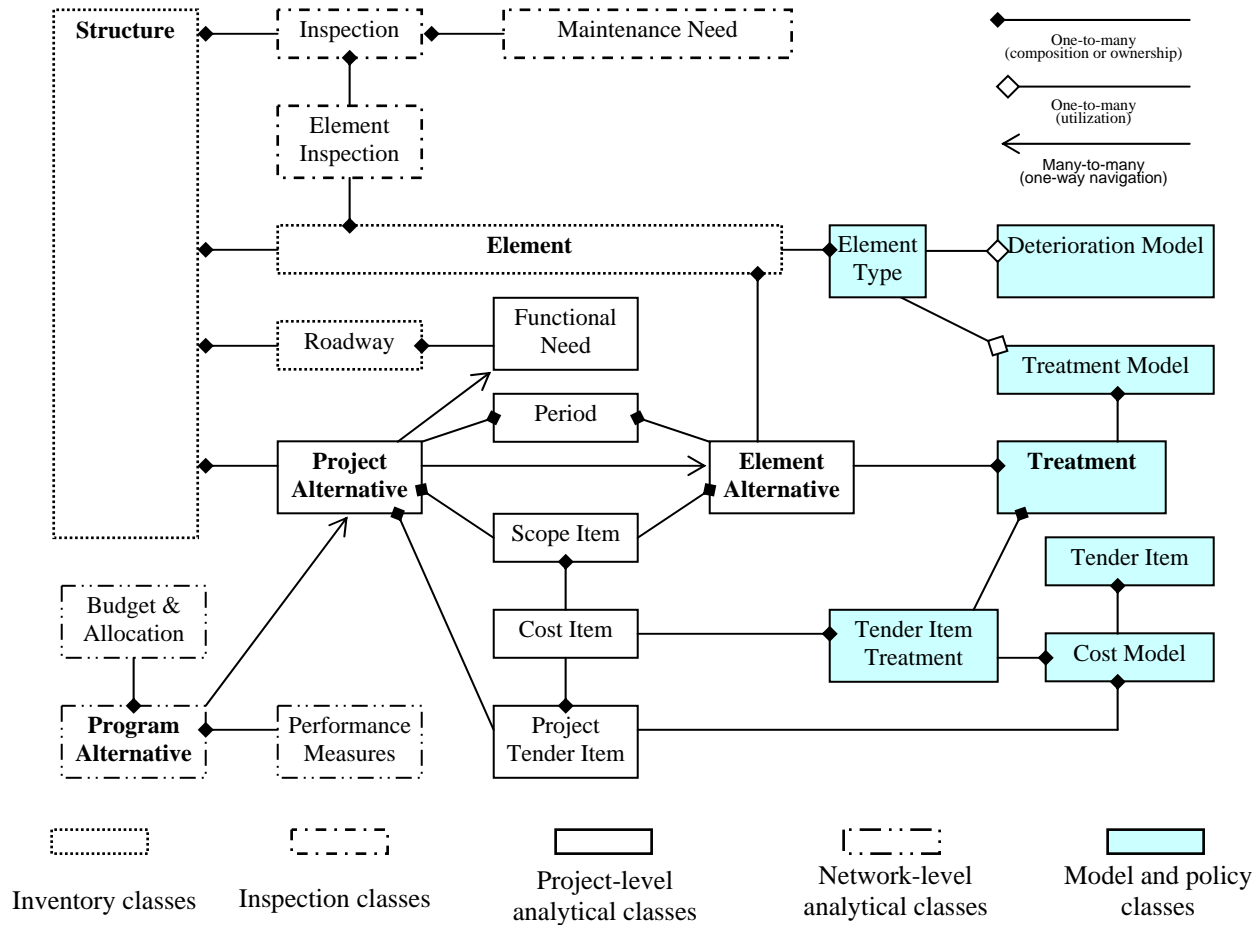 Structure
Inspection
Maintenance Need
One-to-many
(composition or ownership)
One-to-many
(utilization)
Many-to-many
(one-way navigation)
Element
Inspection
Element
Element
Type
Deterioration Model
Roadway
Functional
Need
Treatment Model
Period
Project
Alternative
Element
Alternative
Treatment
Scope Item
Tender Item
Budget &
Allocation
Cost Item
Tender Item
Treatment
Cost Model
Program
Alternative
Performance
Measures
Project
Tender Item
Inventory classes
Inspection classes
Project-level
analytical classes
Network-level
analytical classes
Model and policy
classes